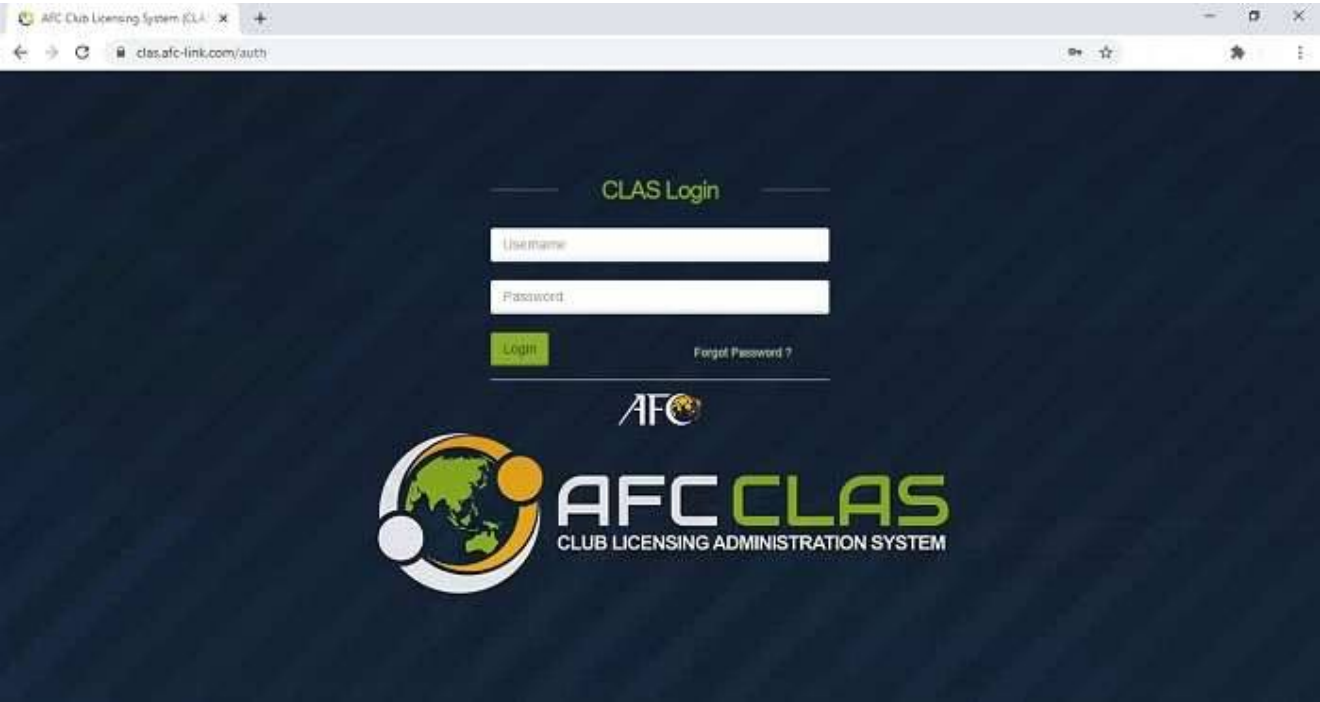 AFC Club Licensing System (CLA
clas.afc-link.com/auth
CLAS Login
Username
Password
Login
Forgot Password ?
AFC
AFC CLAS
CLUB LICENSING ADMINISTRATION SYSTEM